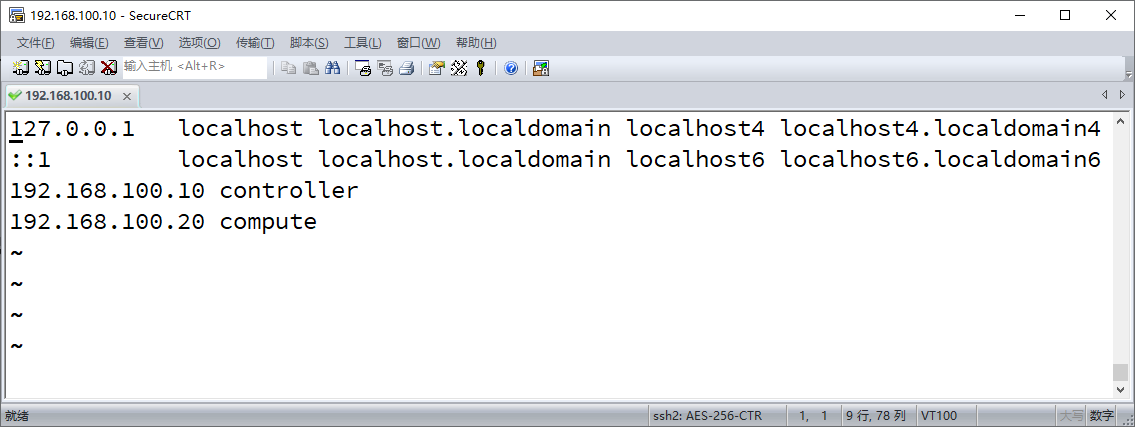 192.168.100.10 - SecureCRT
文件(F) 编辑(E) 查看(V) 选项(O) 传输(T) 脚本(S) 工具(L) 窗口(W) 帮助(H)
输入主机 <Alt+R>
192.168.100.10
127.0.0.1   localhost localhost.localdomain localhost4 localhost4.localdomain4
::1         localhost localhost.localdomain localhost6 localhost6.localdomain6
192.168.100.10 controller
192.168.100.20 compute
~
~
~
~
就绪 ssh2: AES-256-CTR 1, 1 9 行, 78 列 VT100 大写 数字